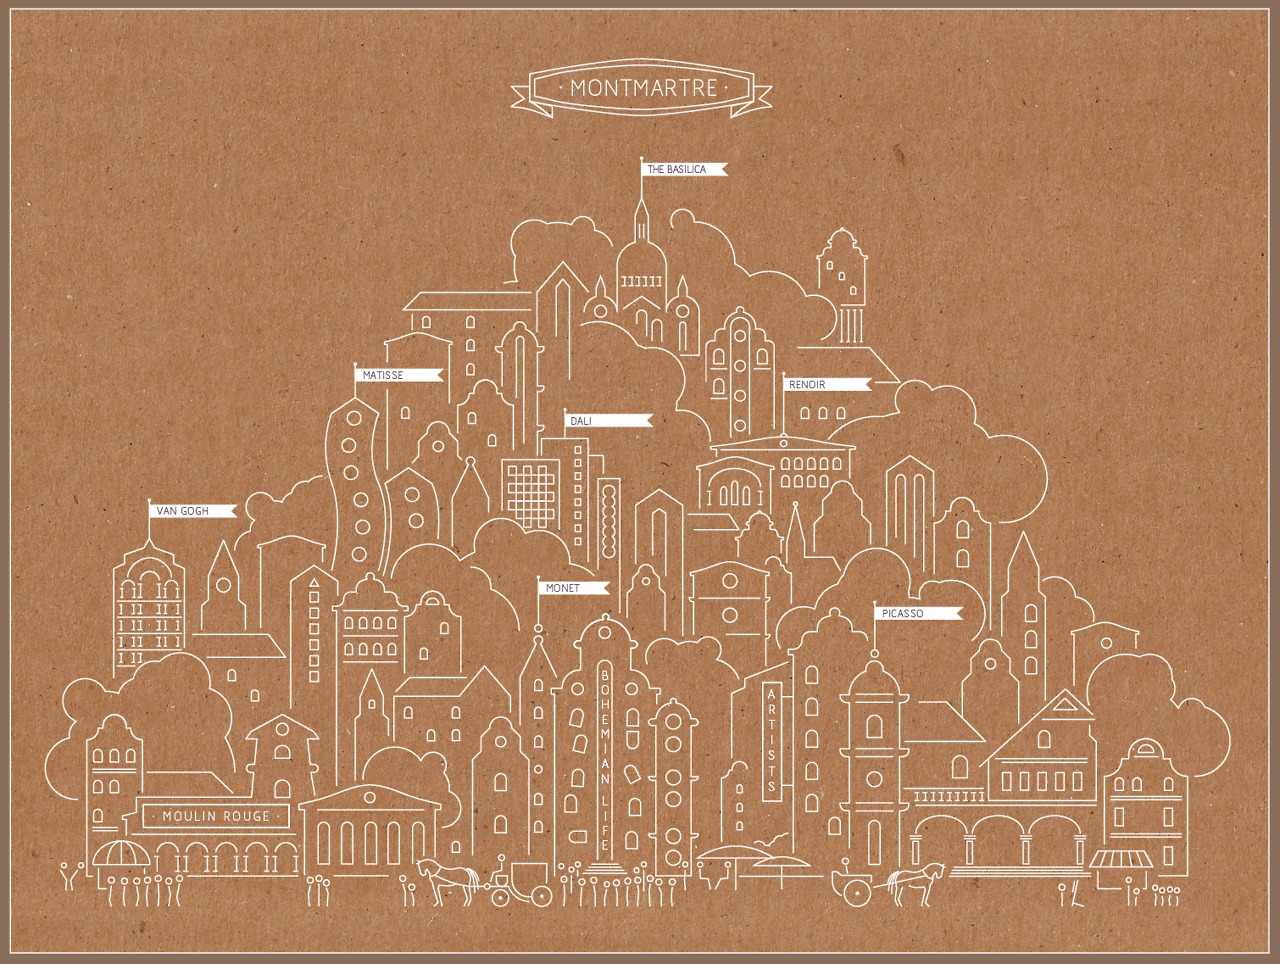 · MONTMARTRE ·
THE BASILICA
MATISSE
RENOIR
DALI
VAN GOGH
MONET
PICASSO
BOHEMIAN LIFE
ARTISTS
· MOULIN ROUGE ·